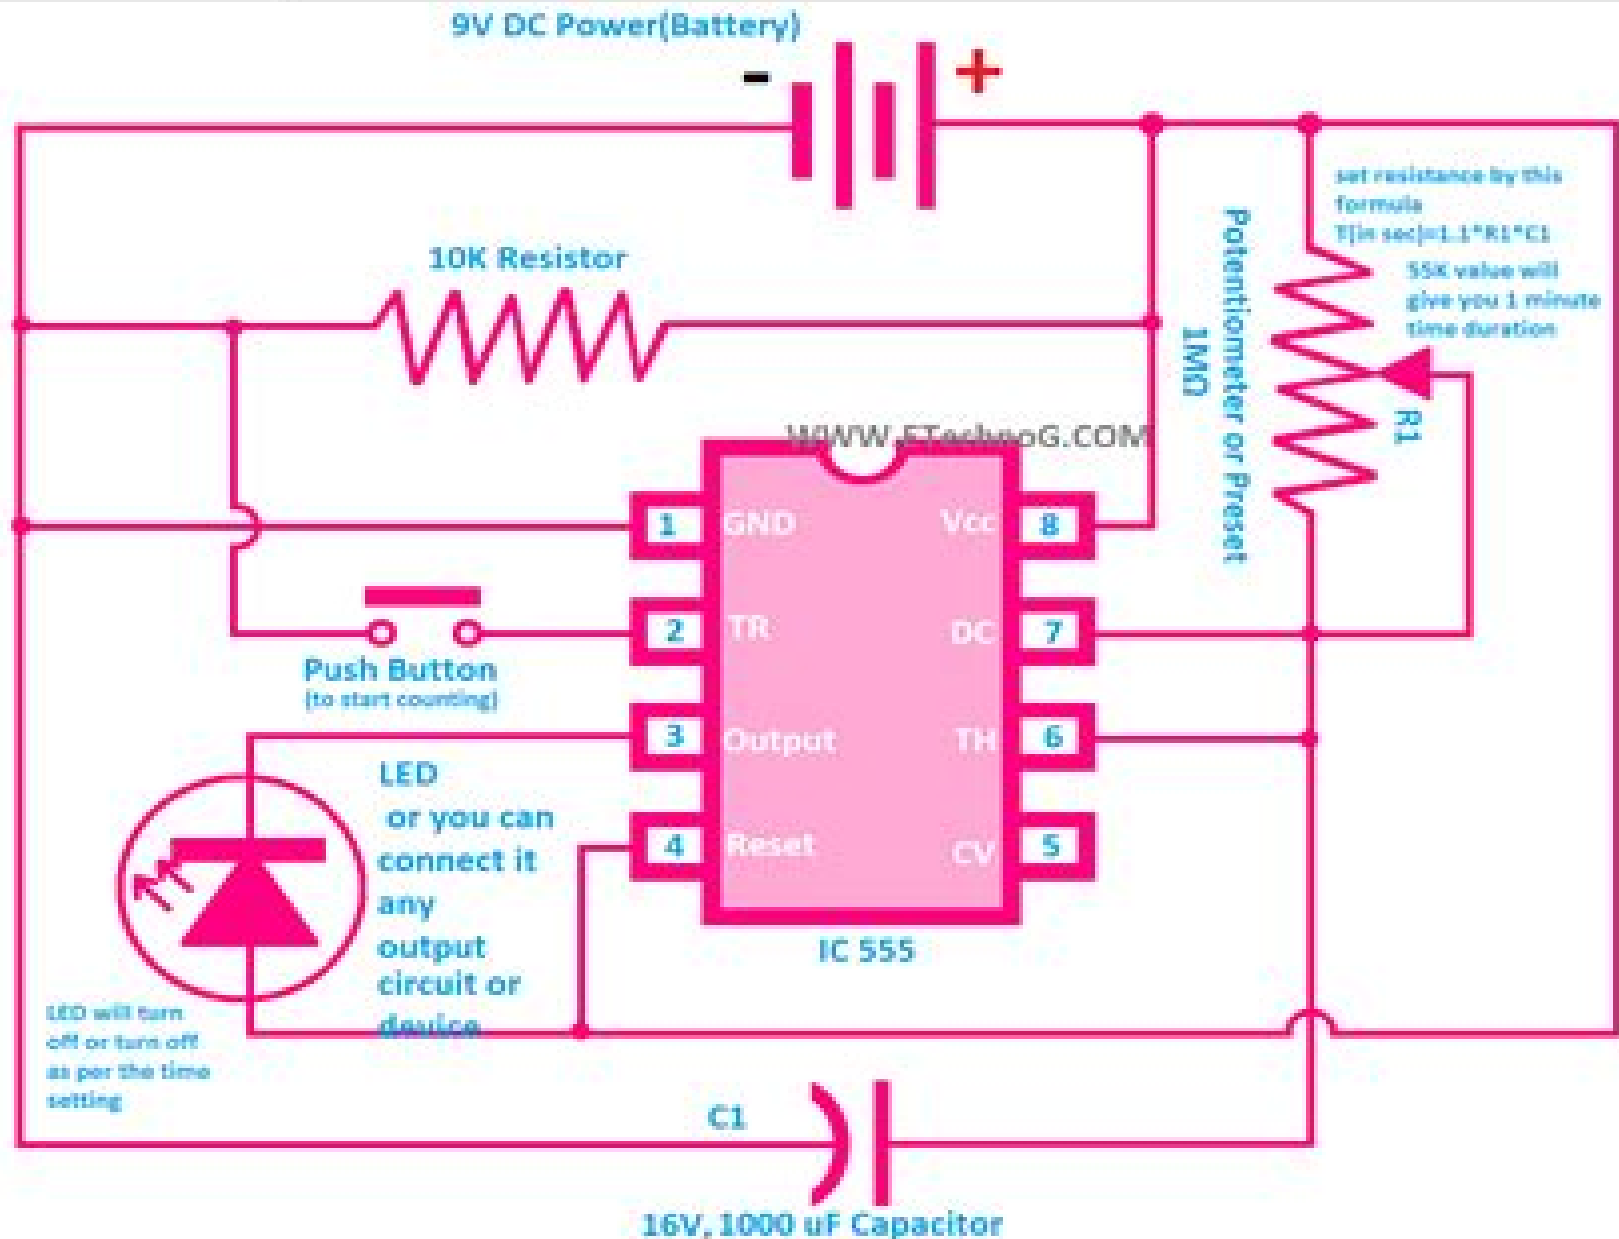 9V DC Power(Battery)
-
+
set resistance by this
formula
T(in sec)=1.1*R1*C1
55K value will
give you 1 minute
time duration
10K Resistor
Potentiometer or Preset
1MΩ
R1
WWW.ETechnoG.COM
1 GND
Vcc 8
2 TR
DC 7
3 Output
TH 6
4 Reset
CV 5
IC 555
Push Button
(to start counting)
LED
or you can
connect it
any
output
circuit or
device
LED will turn
off or turn off
as per the time
setting
C1
16V, 1000 uF Capacitor